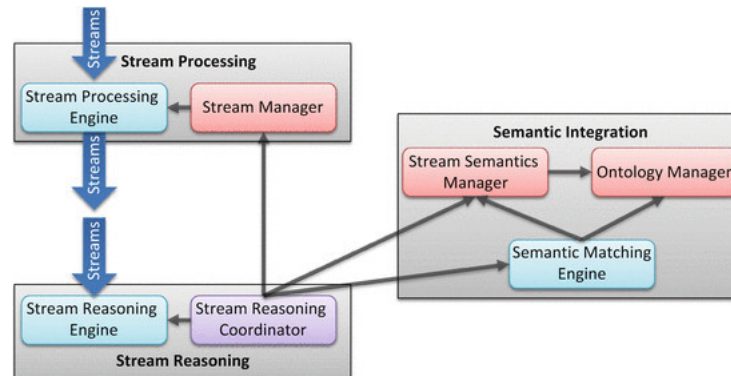 Streams
Stream Processing
Stream Processing
Engine
Stream Manager
Streams
Semantic Integration
Stream Semantics
Manager
Ontology Manager
Semantic Matching
Engine
Streams
Stream Reasoning
Engine
Stream Reasoning
Coordinator
Stream Reasoning